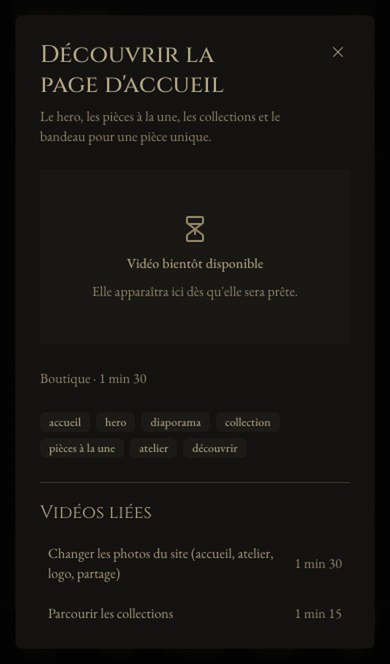 Découvrir la
page d'accueil
Le hero, les pièces à la une, les collections et le
bandeau pour une pièce unique.
Vidéo bientôt disponible
Elle apparaîtra ici dès qu'elle sera prête.
Boutique · 1 min 30
accueil hero diaporama collection
pièces à la une atelier découvrir
Vidéos liées
Changer les photos du site (accueil, atelier,
logo, partage) 1 min 30
Parcourir les collections 1 min 15